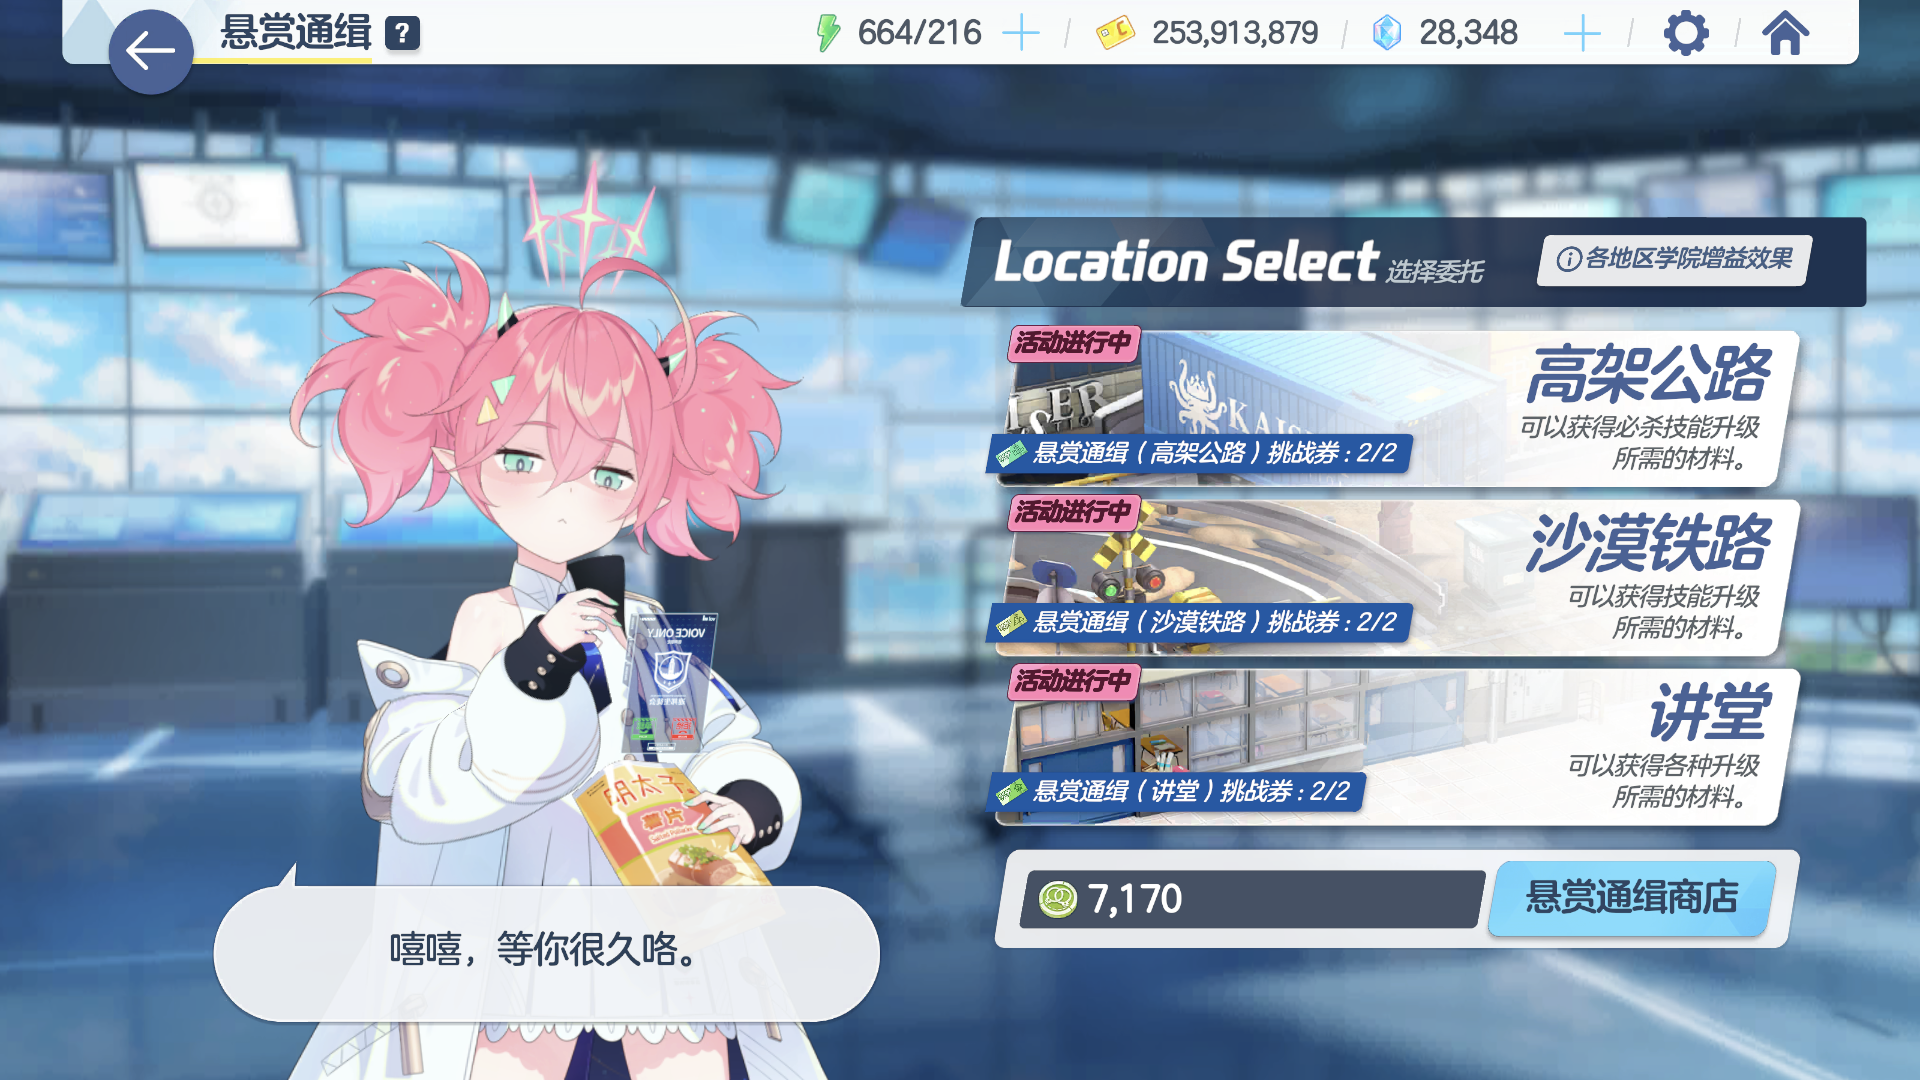 悬赏通缉 ?
664/216
253,913,879
28,348
Location Select 选择委托
各地区学院增益效果
活动进行中
高架公路
可以获得必杀技能升级
所需的材料。
悬赏通缉（高架公路）挑战券：2/2
活动进行中
沙漠铁路
可以获得技能升级
所需的材料。
悬赏通缉（沙漠铁路）挑战券：2/2
活动进行中
讲堂
可以获得各种升级
所需的材料。
悬赏通缉（讲堂）挑战券：2/2
7,170
悬赏通缉商店
VOICE ONLY
明太子
薯片
嘻嘻，等你很久咯。